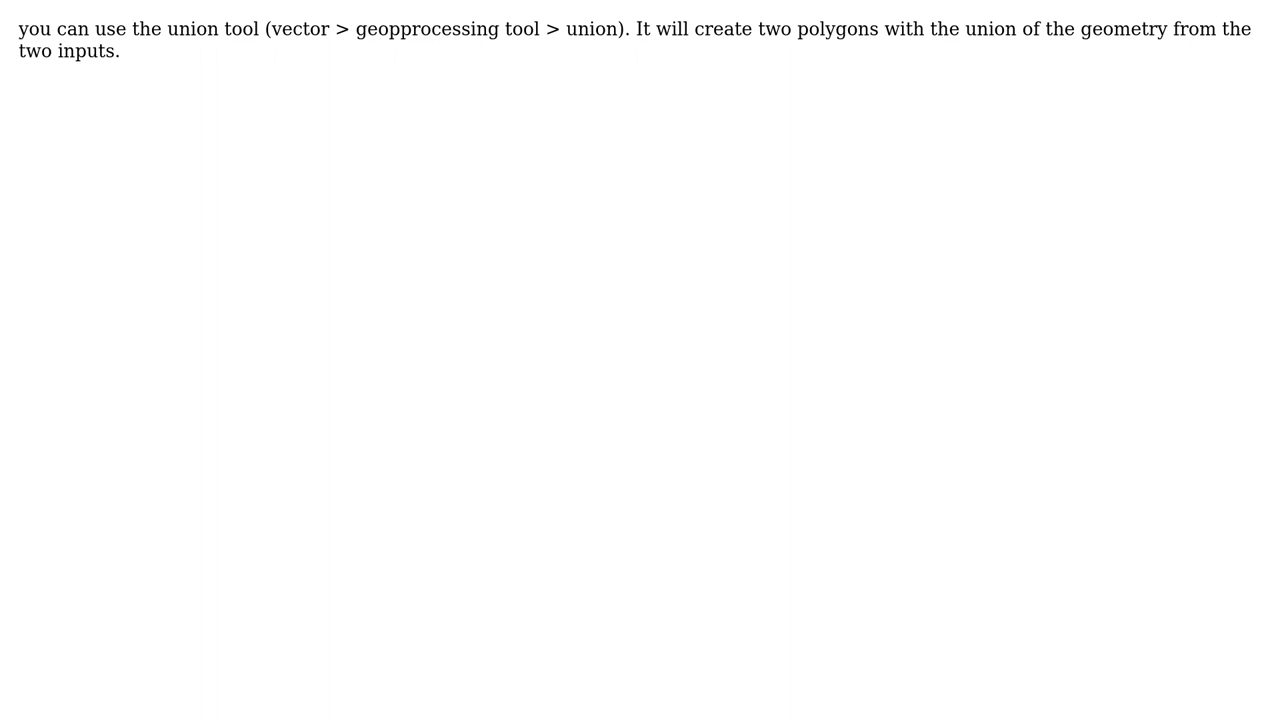 you can use the union tool (vector > geopprocessing tool > union). It will create two polygons with the union of the geometry from the
two inputs.